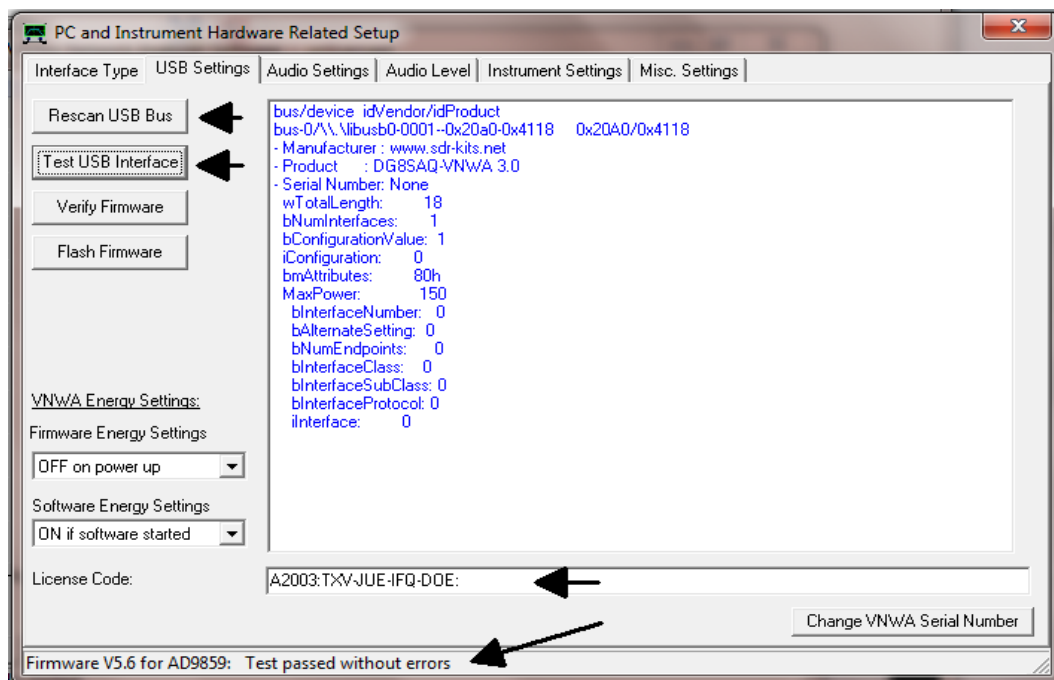 PC and Instrument Hardware Related Setup
Interface Type USB Settings Audio Settings Audio Level Instrument Settings Misc. Settings
Rescan USB Bus
Test USB Interface
Verify Firmware
Flash Firmware
bus/device idVendor/idProduct
bus-0/\\.\libusb0-0001--0x20a0-0x4118 0x20A0/0x4118
- Manufacturer : www.sdr-kits.net
- Product : DG8SAQ-VNWA 3.0
- Serial Number: None
wTotalLength: 18
bNumInterfaces: 1
bConfigurationValue: 1
iConfiguration: 0
bmAttributes: 80h
MaxPower: 150
bInterfaceNumber: 0
bAlternateSetting: 0
bNumEndpoints: 0
bInterfaceClass: 0
bInterfaceSubClass: 0
bInterfaceProtocol: 0
iInterface: 0
VNWA Energy Settings:
Firmware Energy Settings
OFF on power up
Software Energy Settings
ON if software started
License Code:
A2003:TXV-JUE-IFQ-DOE:
Change VNWA Serial Number
Firmware V5.6 for AD9859: Test passed without errors